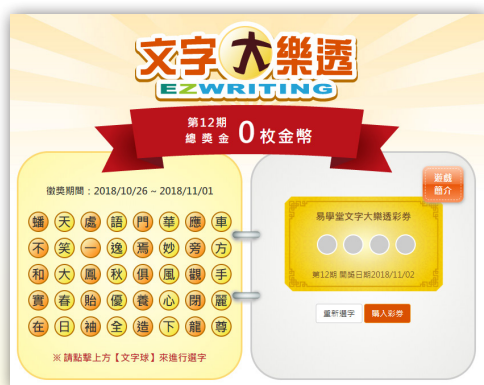 文字大樂透
EZWRITING
第12期
總獎金 0枚金幣
徵獎期間：2018/10/26 ~ 2018/11/01
蟠 天 處 語 門 華 應 車
不 笑 一 逸 焉 妙 旁 方
和 大 鳳 秋 俱 風 觀 手
實 春 胎 優 養 心 閉 麗
在 日 袖 全 造 下 龍 尊
※ 請點擊上方【文字球】來進行選字
遊戲
簡介
易學堂文字大樂透彩券
第12期 開獎日期2018/11/02
重新選字 購入彩券